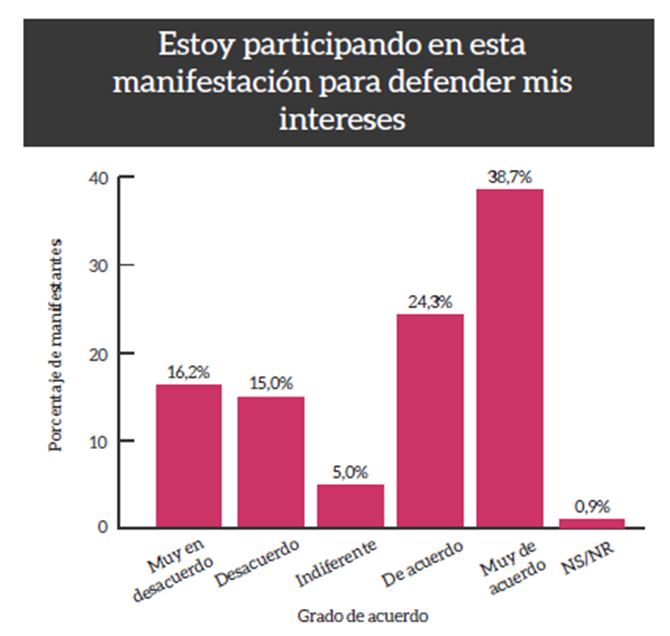 Estoy participando en esta
manifestación para defender mis
intereses
Porcentaje de manifestantes
40
30
20
10
0
16,2%
15,0%
5,0%
24,3%
38,7%
0,9%
Muy en
desacuerdo
Desacuerdo
Indiferente
De acuerdo
Muy de
acuerdo
NS/NR
Grado de acuerdo